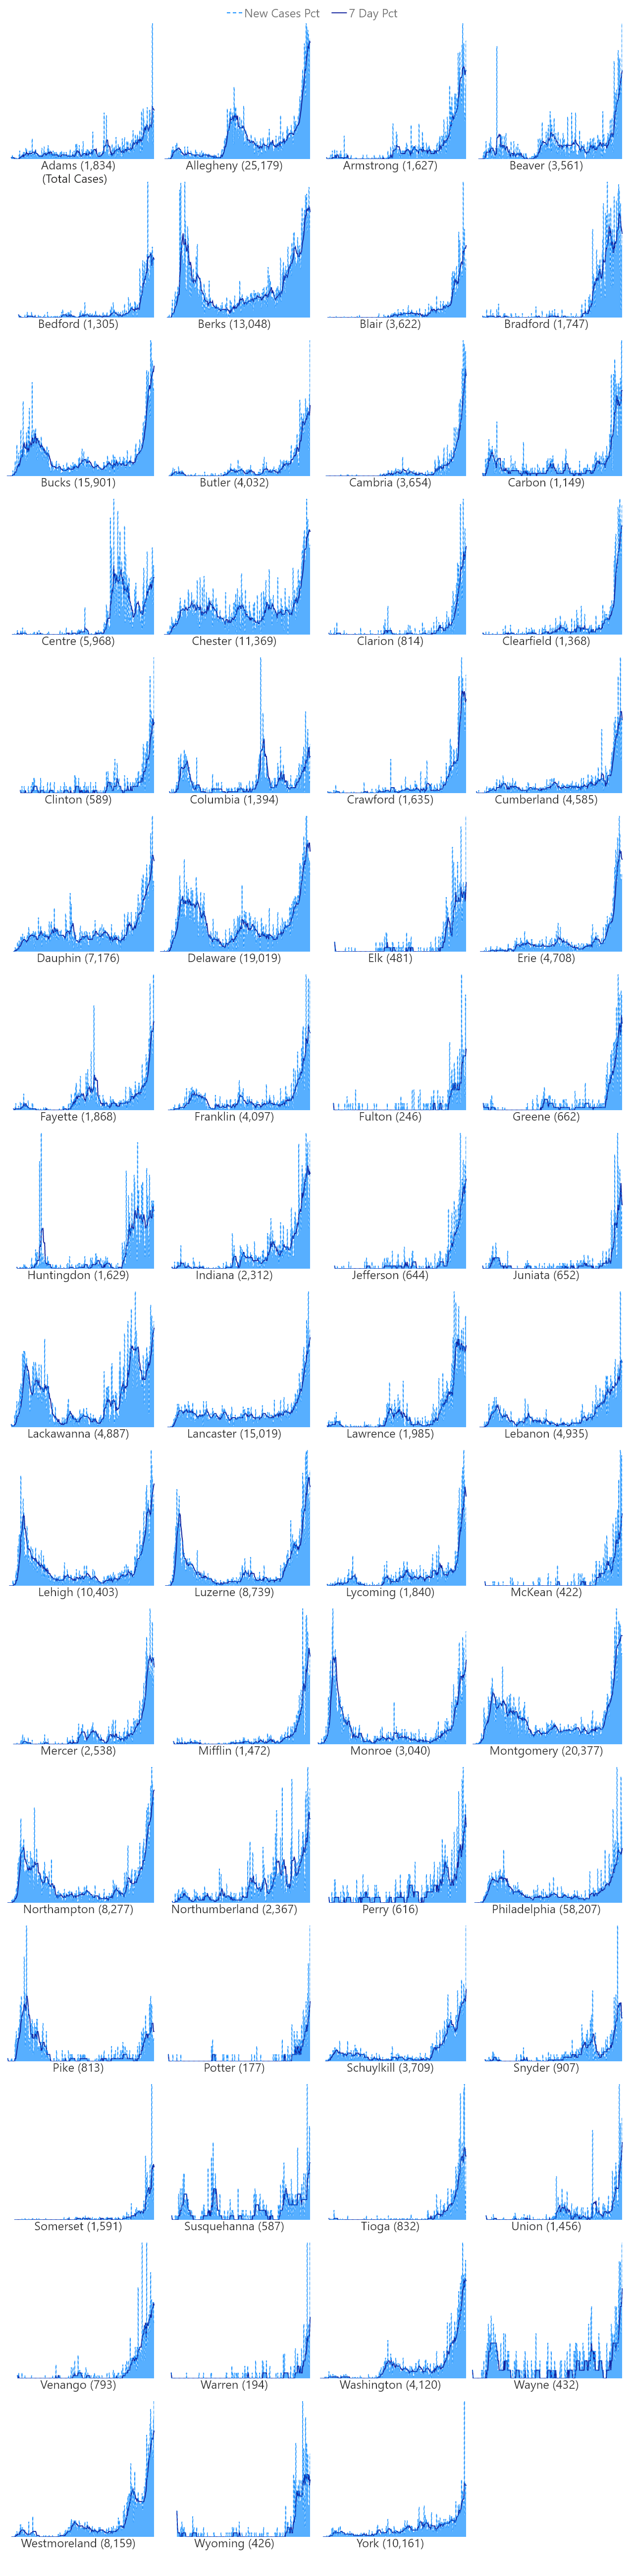 New Cases Pct 7 Day Pct
Adams (1,834) Allegheny (25,179) Armstrong (1,627) Beaver (3,561)
(Total Cases)
Bedford (1,305) Berks (13,048) Blair (3,622) Bradford (1,747)
Bucks (15,901) Butler (4,032) Cambria (3,654) Carbon (1,149)
Centre (5,968) Chester (11,369) Clarion (814) Clearfield (1,368)
Clinton (589) Columbia (1,394) Crawford (1,635) Cumberland (4,585)
Dauphin (7,176) Delaware (19,019) Elk (481) Erie (4,708)
Fayette (1,868) Franklin (4,097) Fulton (246) Greene (662)
Huntingdon (1,629) Indiana (2,312) Jefferson (644) Juniata (652)
Lackawanna (4,887) Lancaster (15,019) Lawrence (1,985) Lebanon (4,935)
Lehigh (10,403) Luzerne (8,739) Lycoming (1,840) McKean (422)
Mercer (2,538) Mifflin (1,472) Monroe (3,040) Montgomery (20,377)
Northampton (8,277) Northumberland (2,367) Perry (616) Philadelphia (58,207)
Pike (813) Potter (177) Schuylkill (3,709) Snyder (907)
Somerset (1,591) Susquehanna (587) Tioga (832) Union (1,456)
Venango (793) Warren (194) Washington (4,120) Wayne (432)
Westmoreland (8,159) Wyoming (426) York (10,161)